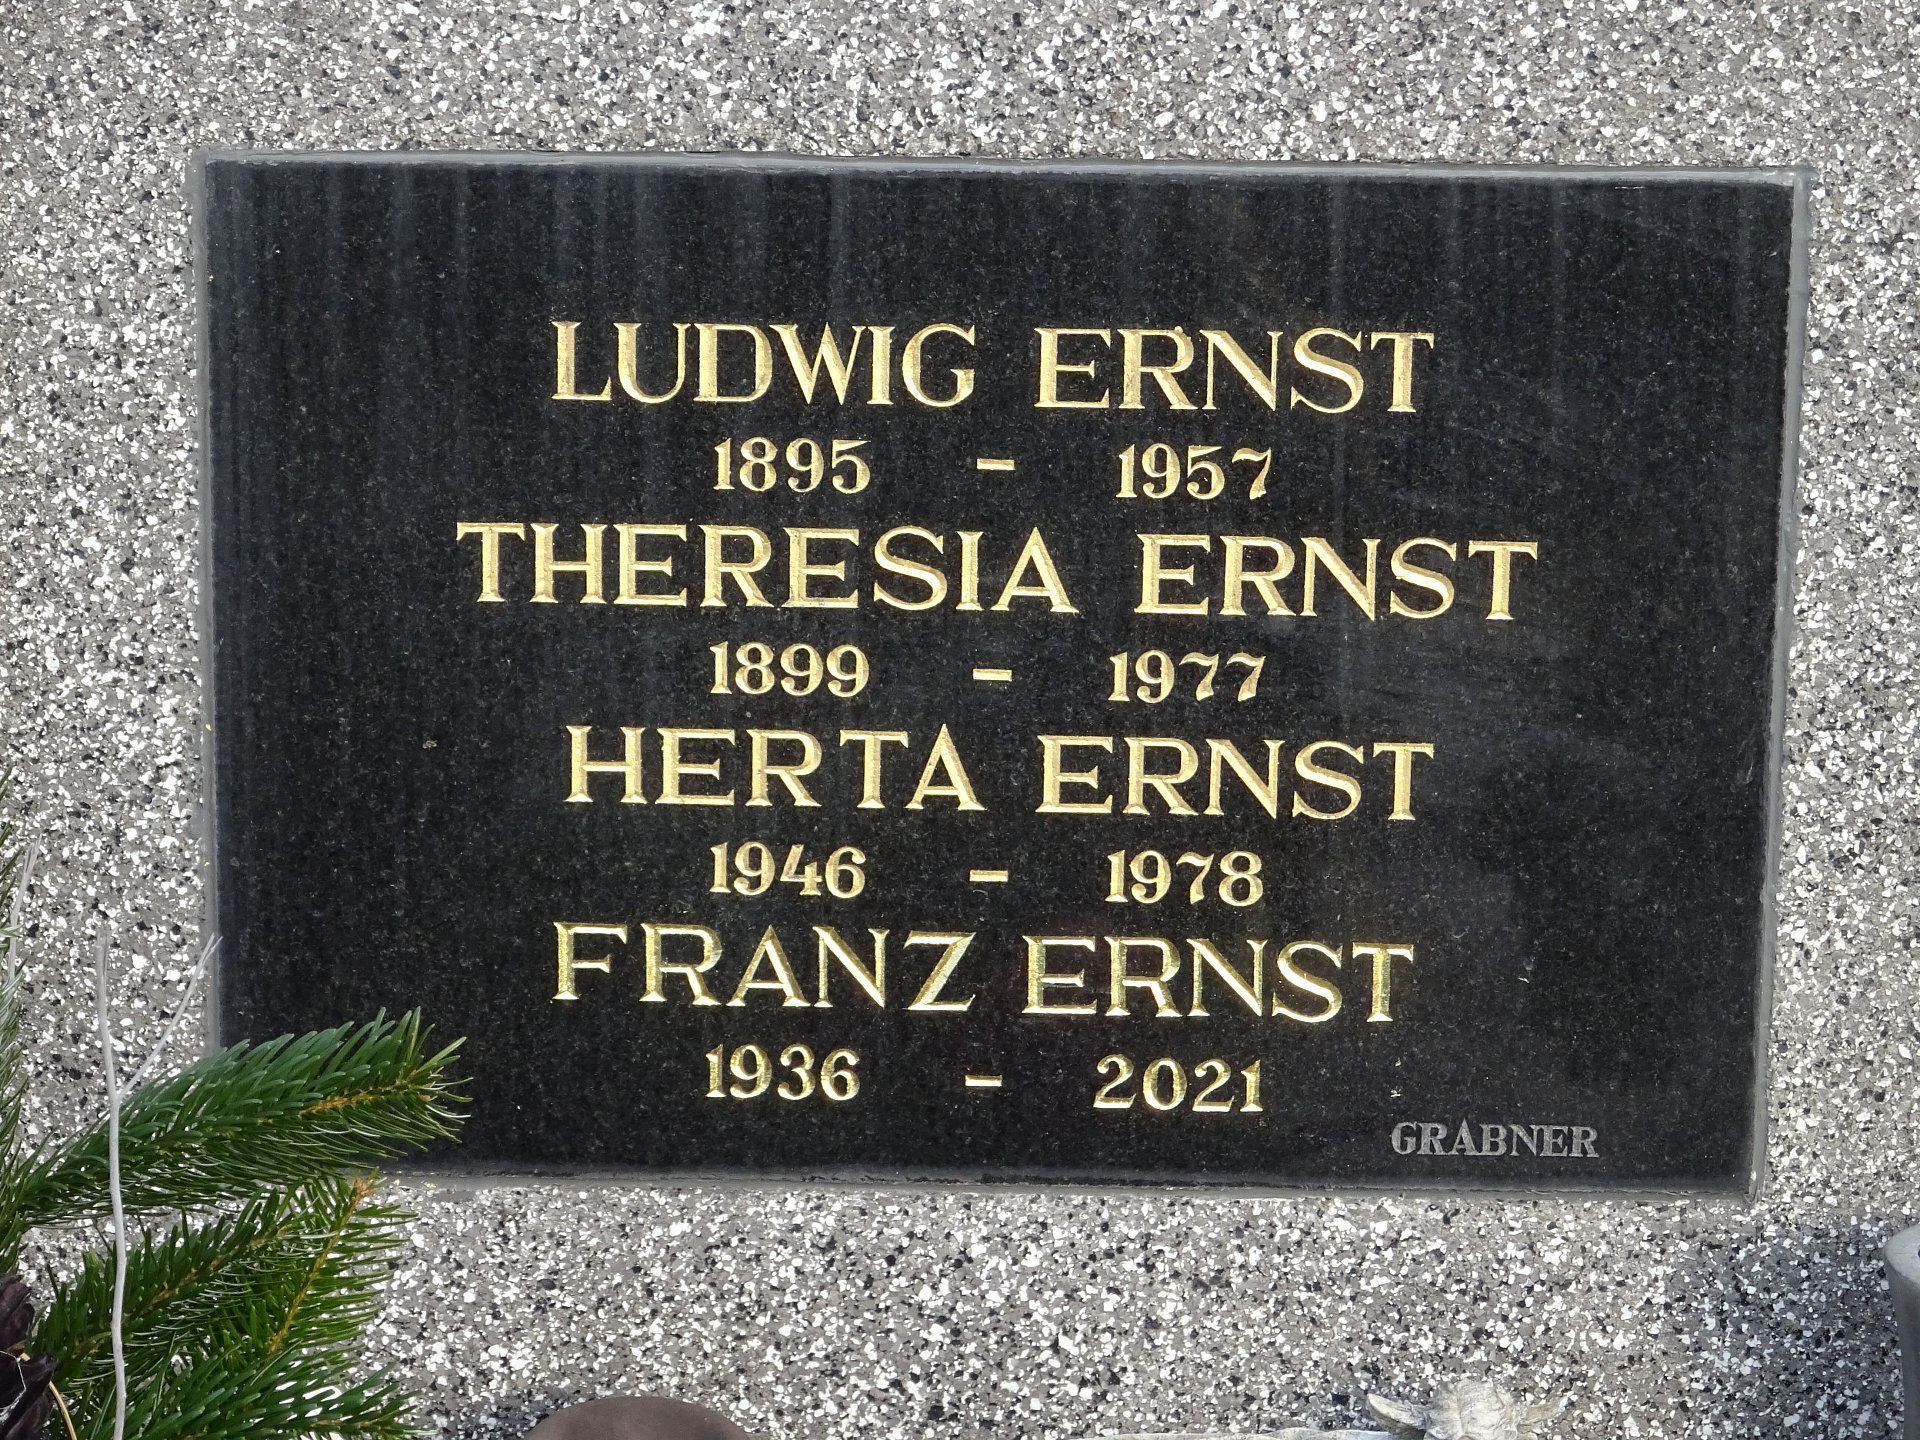 LUDWIG ERNST
1895 - 1957
THERESIA ERNST
1899 - 1977
HERTA ERNST
1946 - 1978
FRANZ ERNST
1936 - 2021
GRABNER